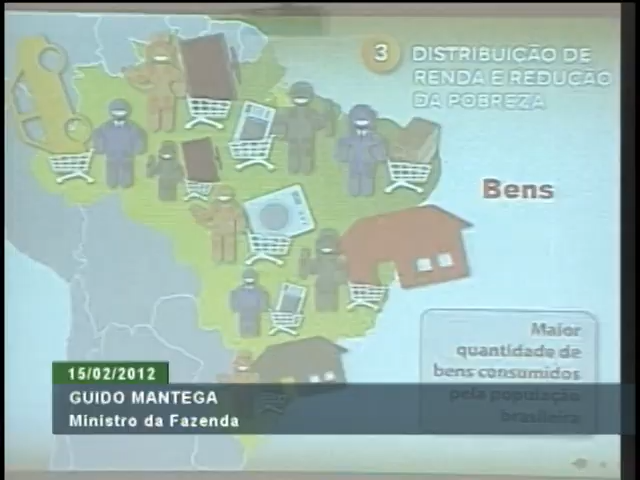 3 DISTRIBUIÇÃO DE
RENDA E REDUÇÃO
DA POBREZA
Bens
Maior
quantidade de
bens consumidos
pela população
brasileira
15/02/2012
GUIDO MANTEGA
Ministro da Fazenda